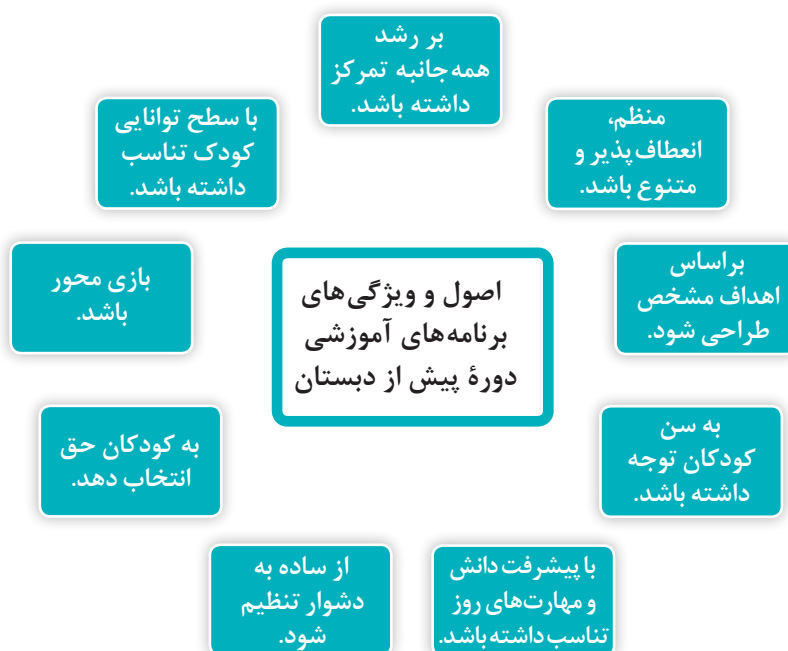 بر رشد
همه‌جانبه تمرکز
داشته باشد.
منظم،
انعطاف‌پذیر و
متنوع باشد.
براساس
اهداف مشخص
طراحی شود.
به سن
کودکان توجه
داشته باشد.
با پیشرفت دانش
و مهارت‌های روز
تناسب داشته باشد.
از ساده به
دشوار تنظیم
شود.
به کودکان حق
انتخاب دهد.
بازی محور
باشد.
با سطح توانایی
کودک تناسب
داشته باشد.
اصول و ویژگی‌های
برنامه‌های آموزشی
دورهٔ پیش از دبستان